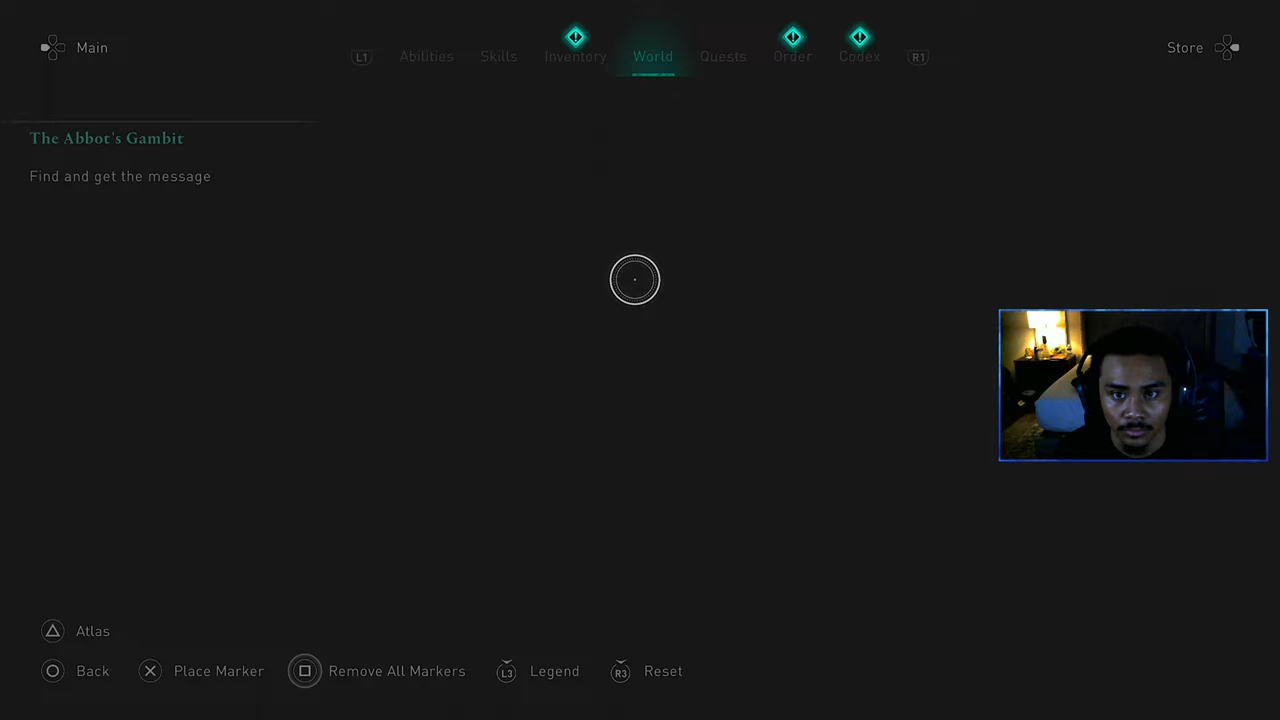 Main
L1 Abilities Skills Inventory World Quests Order Codex R1
Store
The Abbot's Gambit
Find and get the message
Atlas
Back Place Marker Remove All Markers L3 Legend R3 Reset